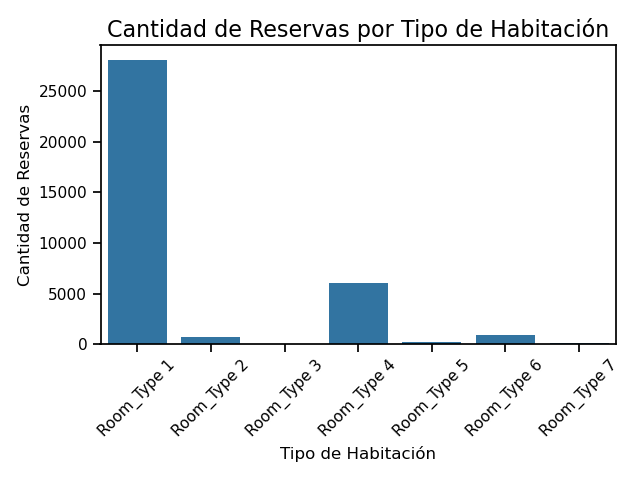 Cantidad de Reservas por Tipo de Habitación
Cantidad de Reservas
25000
20000
15000
10000
5000
0
Room_Type 1
Room_Type 2
Room_Type 3
Room_Type 4
Room_Type 5
Room_Type 6
Room_Type 7
Tipo de Habitación